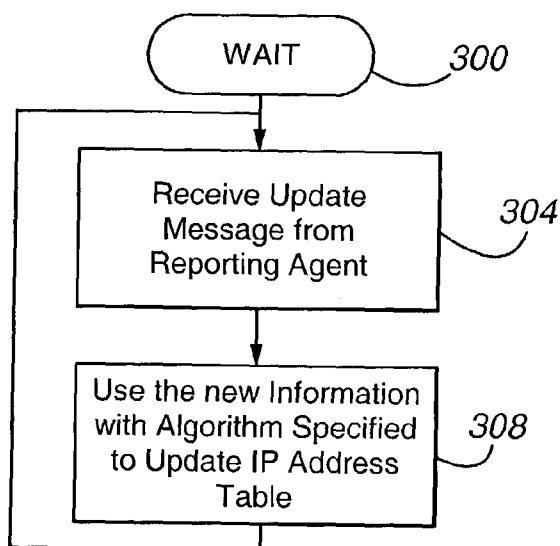 WAIT
300
Receive Update
Message from
Reporting Agent
304
Use the new Information
with Algorithm Specified
to Update IP Address
Table
308